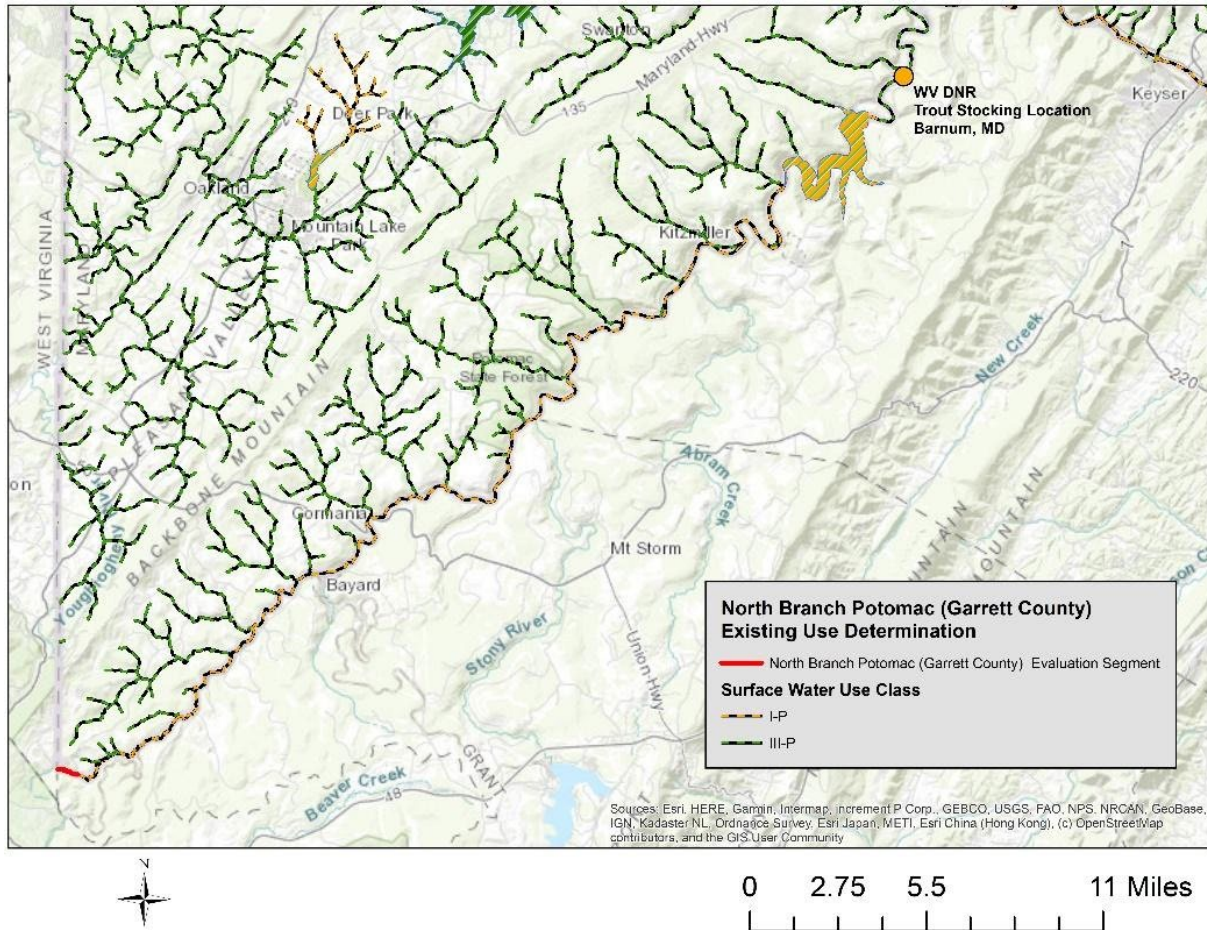 Swanton
Maryland Hwy
135
219
Deer Park
WV DNR
Trout Stocking Location
Barnum, MD
Keyser
Oakland
Mountain Lake
Park
Kitzmiller
WEST VIRGINIA
MARYLAND
PLEASANT VALLEY
BACKBONE MOUNTAIN
New Creek
220
Potomac
State Forest
Abram Creek
Gormania
Mt Storm
MOUNTAIN
Youghiogheny
Bayard
Stony River
Union Hwy
GRANT
Beaver Creek
48
North Branch Potomac (Garrett County)
Existing Use Determination
North Branch Potomac (Garrett County) Evaluation Segment
Surface Water Use Class
I-P
III-P
Sources: Esri, HERE, Garmin, Intermap, increment P Corp., GEBCO, USGS, FAO, NPS, NRCAN, GeoBase,
IGN, Kadaster NL, Ordnance Survey, Esri Japan, METI, Esri China (Hong Kong), (c) OpenStreetMap
contributors, and the GIS User Community
N
0 2.75 5.5 11 Miles